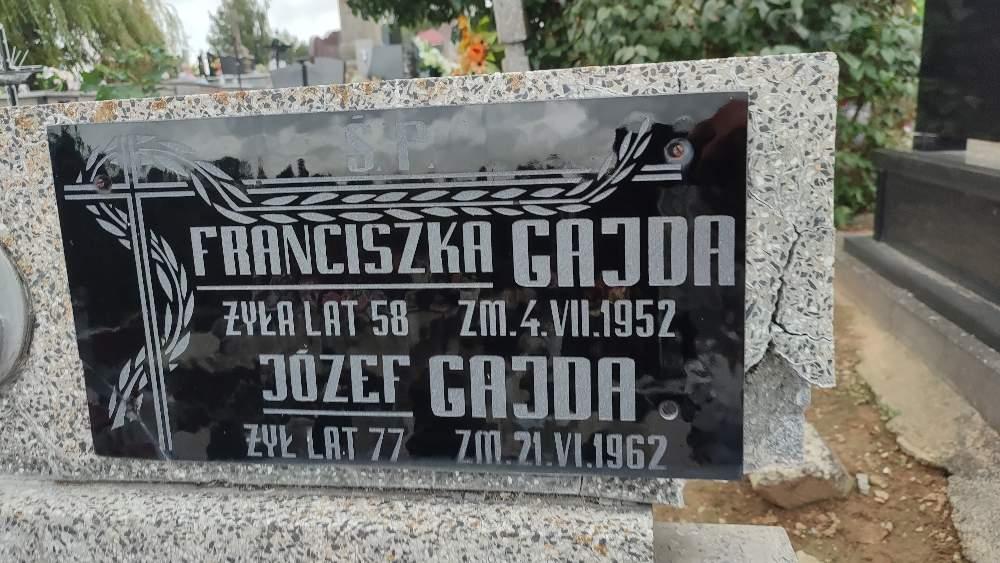 Ś.P.
FRANCISZKA GAJDA
ŻYŁA LAT 58 ZM. 4. VII. 1952
JÓZEF GAJDA
ŻYŁ LAT 77 ZM. 21. VI. 1962